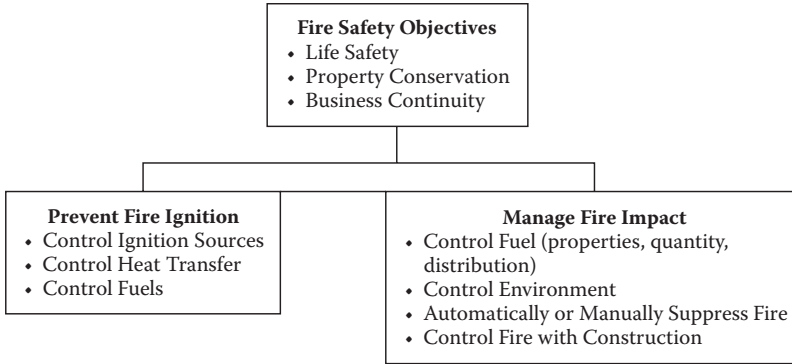 Fire Safety Objectives
• Life Safety
• Property Conservation
• Business Continuity
Prevent Fire Ignition
• Control Ignition Sources
• Control Heat Transfer
• Control Fuels
Manage Fire Impact
• Control Fuel (properties, quantity,
distribution)
• Control Environment
• Automatically or Manually Suppress Fire
• Control Fire with Construction